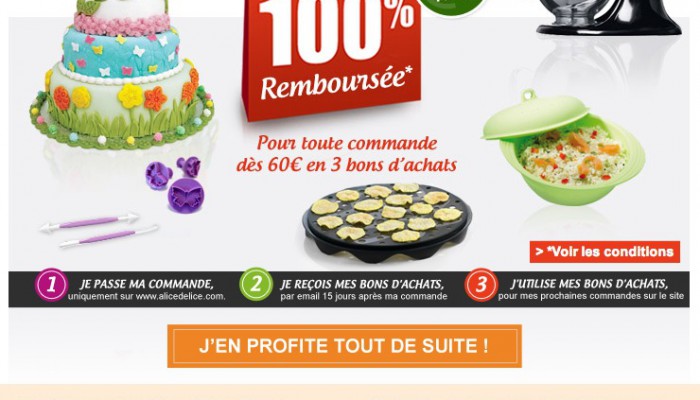 100%
Remboursée*
Pour toute commande
dès 60€ en 3 bons d'achats
> *Voir les conditions
1 JE PASSE MA COMMANDE,
uniquement sur www.alicedelice.com.
2 JE REÇOIS MES BONS D'ACHATS,
par email 15 jours après ma commande
3 J'UTILISE MES BONS D'ACHATS,
pour mes prochaines commandes sur le site
J'EN PROFITE TOUT DE SUITE !